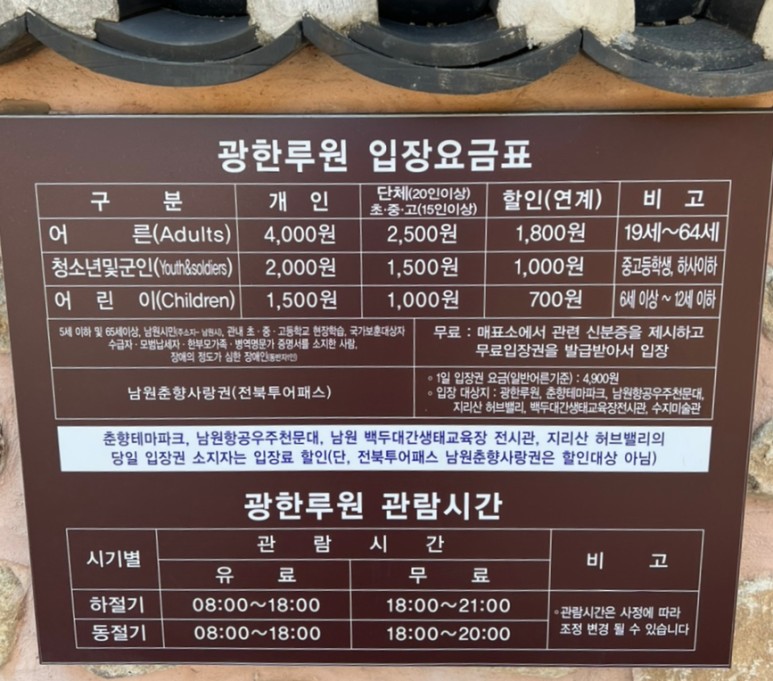 광한루원 입장요금표
구 분 개 인 단체(20인이상) 초·중·고(15인이상) 할인(연계) 비 고
어 른(Adults) 4,000원 2,500원 1,800원 19세~64세
청소년및군인(Youth&soldiers) 2,000원 1,500원 1,000원 중고등학생, 하사이하
어 린 이(Children) 1,500원 1,000원 700원 6세 이상 ~ 12세 이하
5세 이하 및 65세이상, 남원시민(주소자- 남원시), 관내 초·중·고등학교 현장학습, 국가보훈대상자
수급자·모범납세자·한부모가족·병역명문가 증명서를 소지한 사람,
장애의 정도가 심한 장애인(동반자1인)
무료 : 매표소에서 관련 신분증을 제시하고
무료입장권을 발급받아서 입장
남원춘향사랑권(전북투어패스)
◦ 1일 입장권 요금(일반어른기준) : 4,900원
◦ 입장 대상지 : 광한루원, 춘향테마파크, 남원항공우주천문대,
지리산 허브밸리, 백두대간생태교육장전시관, 수지미술관
춘향테마파크, 남원항공우주천문대, 남원 백두대간생태교육장 전시관, 지리산 허브밸리의
당일 입장권 소지자는 입장료 할인(단, 전북투어패스 남원춘향사랑권은 할인대상 아님)
광한루원 관람시간
시기별 관 람 시 간 비 고
유 료 무 료
하절기 08:00~18:00 18:00~21:00
동절기 08:00~18:00 18:00~20:00
◦관람시간은 사정에 따라
조정 변경 될 수 있습니다